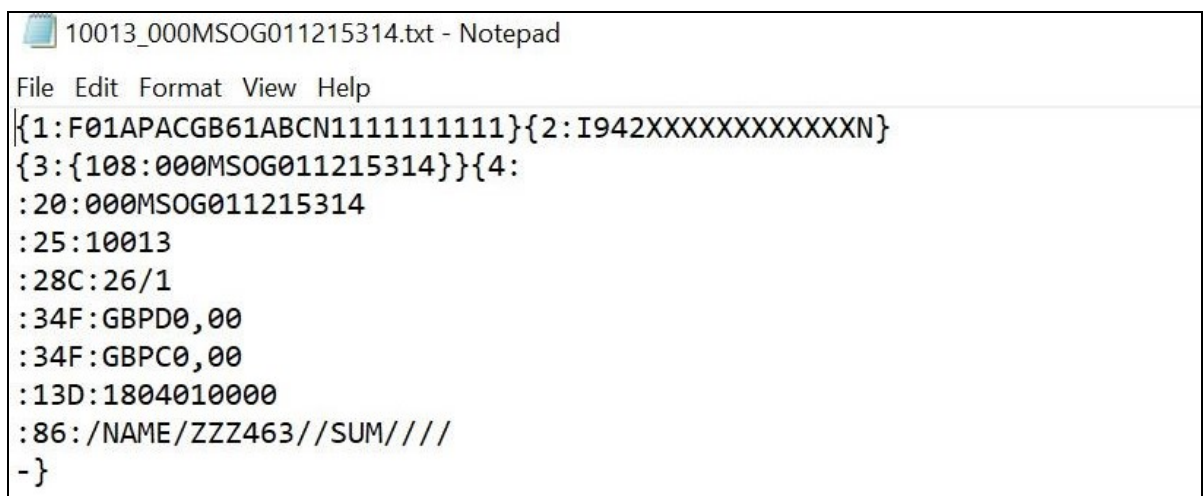 10013_000MSOG011215314.txt - Notepad
File Edit Format View Help
{1:F01APACGB61ABCN1111111111}{2:I942XXXXXXXXXXXXN}
{3:{108:000MSOG011215314}}{4:
:20:000MSOG011215314
:25:10013
:28C:26/1
:34F:GBPD0,00
:34F:GBPC0,00
:13D:1804010000
:86:/NAME/ZZZ463//SUM////
-}